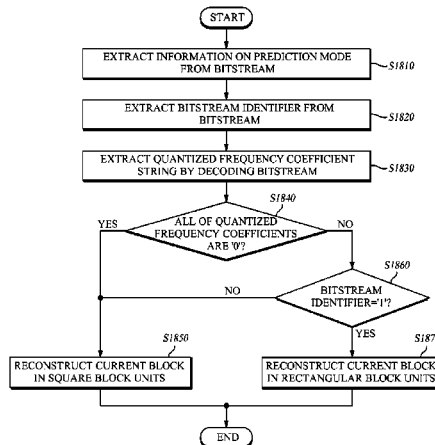 START
EXTRACT INFORMATION ON PREDICTION MODE
FROM BITSTREAM
S1810
EXTRACT BITSTREAM IDENTIFIER FROM
BITSTREAM
S1820
EXTRACT QUANTIZED FREQUENCY COEFFICIENT
STRING BY DECODING BITSTREAM
S1830
S1840
YES
ALL OF QUANTIZED
FREQUENCY COEFFICIENTS
ARE '0'?
NO
S1860
NO
BITSTREAM
IDENTIFIER='1'?
YES
S1850
RECONSTRUCT CURRENT BLOCK
IN SQUARE BLOCK UNITS
S187
RECONSTRUCT CURRENT BLOCK
IN RECTANGULAR BLOCK UNITS
END